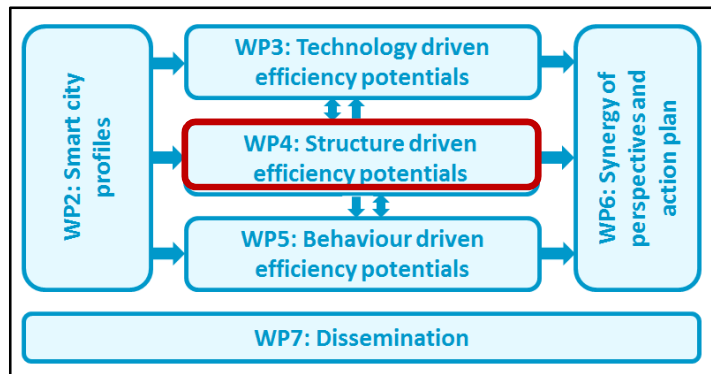 WP2: Smart city
profiles
WP3: Technology driven
efficiency potentials
WP4: Structure driven
efficiency potentials
WP5: Behaviour driven
efficiency potentials
WP6: Synergy of
perspectives and
action plan
WP7: Dissemination